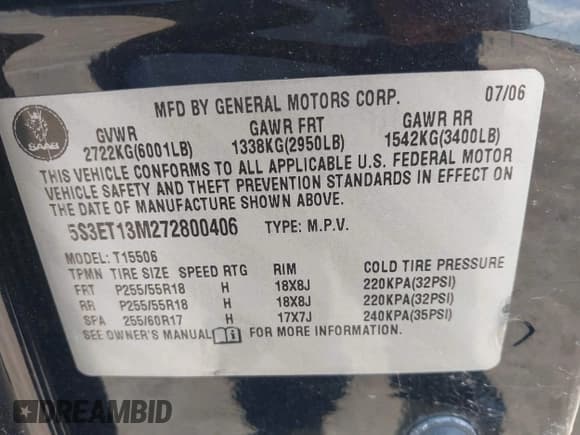 MFD BY GENERAL MOTORS CORP. 07/06
SAAB
GVWR GAWR FRT GAWR RR
2722KG(6001LB) 1338KG(2950LB) 1542KG(3400LB)
THIS VEHICLE CONFORMS TO ALL APPLICABLE U.S. FEDERAL MOTOR
VEHICLE SAFETY AND THEFT PREVENTION STANDARDS IN EFFECT ON
THE DATE OF MANUFACTURE SHOWN ABOVE.
5S3ET13M272800406 TYPE: M.P.V.
MODEL: T15506
TPMN TIRE SIZE SPEED RTG RIM COLD TIRE PRESSURE
FRT P255/55R18 H 18X8J 220KPA(32PSI)
RR P255/55R18 H 18X8J 220KPA(32PSI)
SPA 255/60R17 H 17X7J 240KPA(35PSI)
SEE OWNER'S MANUAL FOR MORE INFORMATION.
DREAMBID